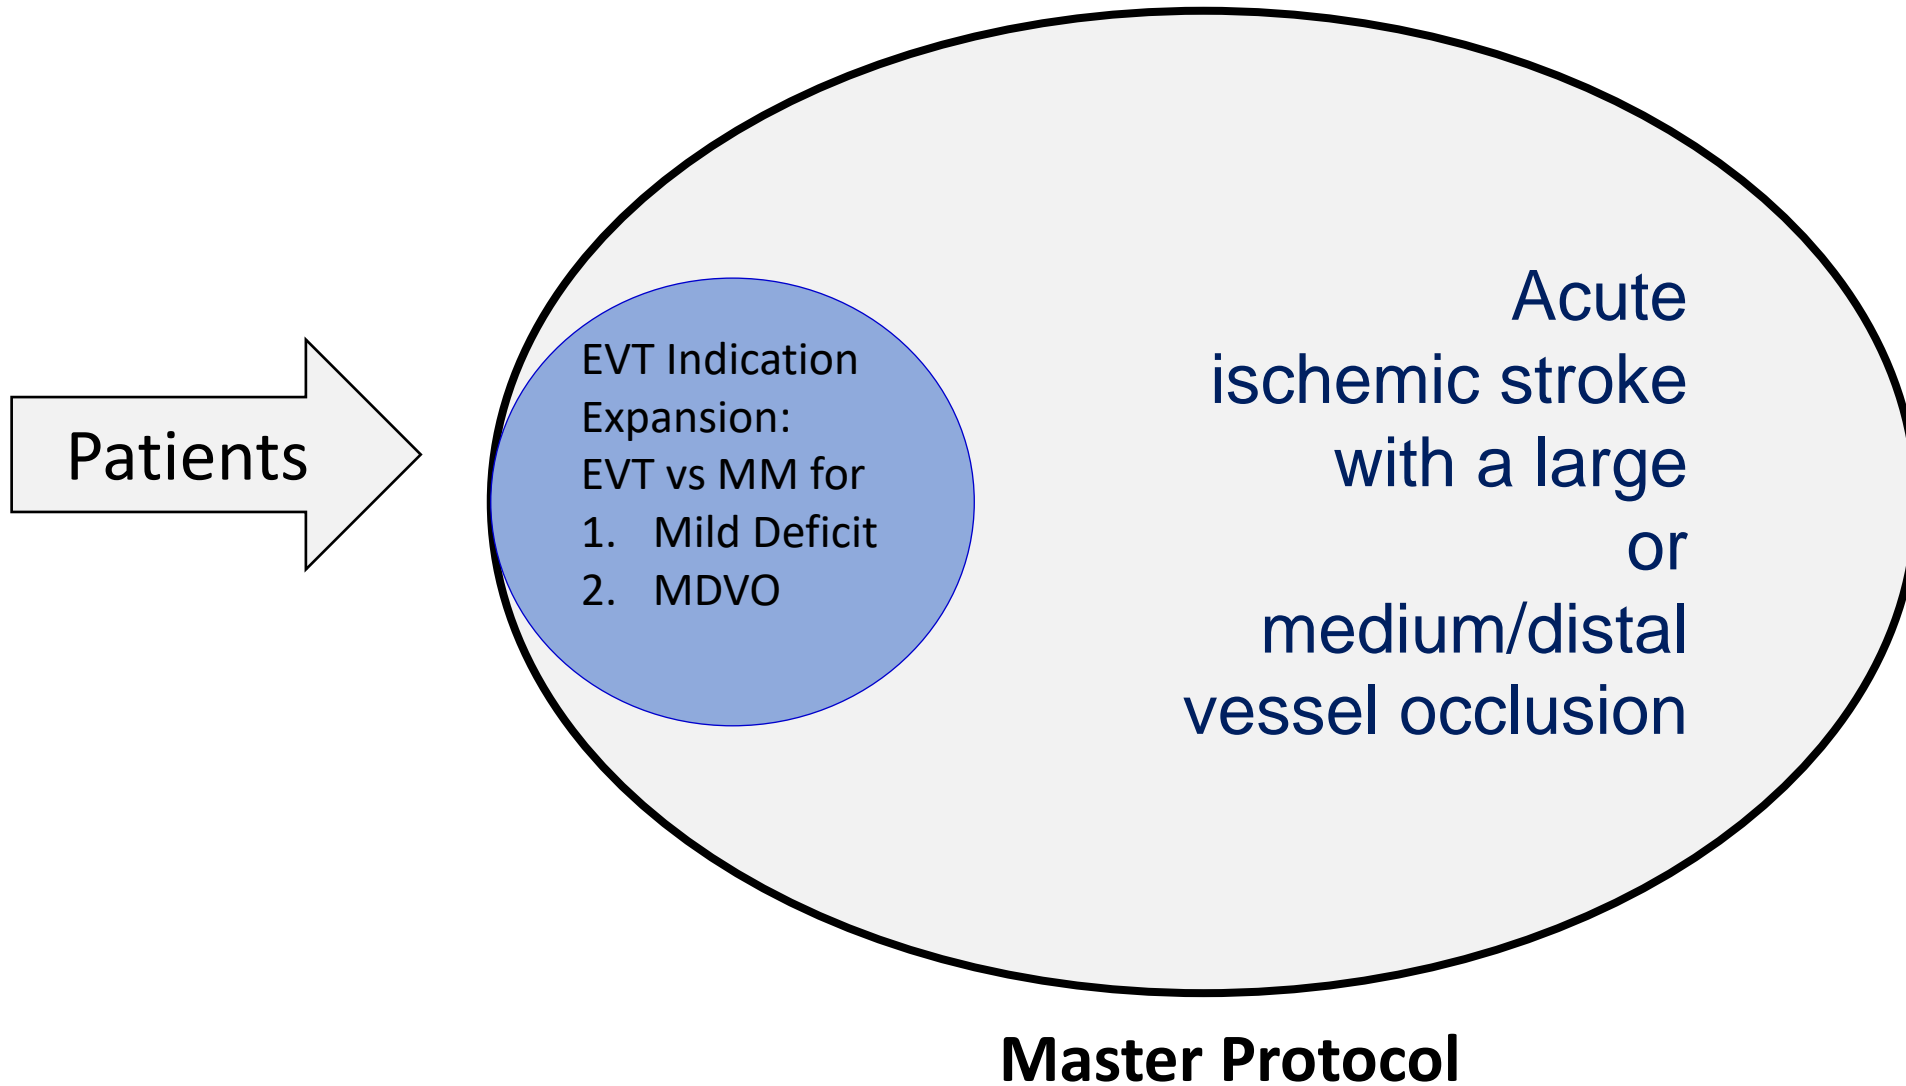 Patients
EVT Indication
Expansion:
EVT vs MM for
1. Mild Deficit
2. MDVO
Acute
ischemic stroke
with a large
or
medium/distal
vessel occlusion
Master Protocol